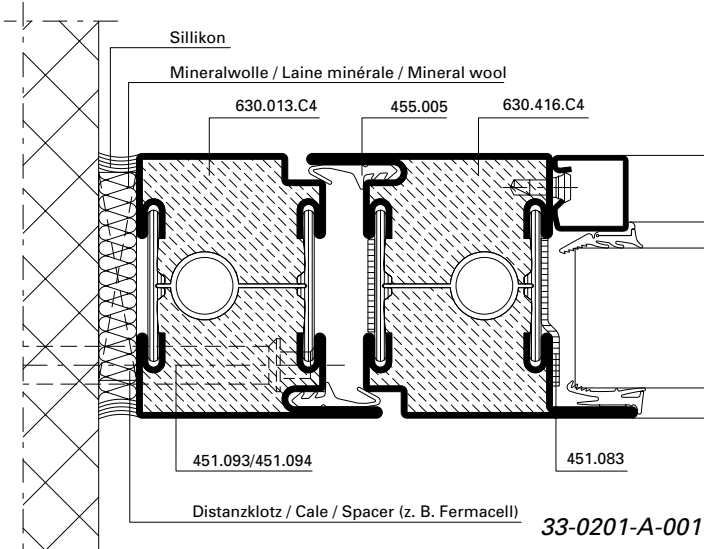 Sillikon
Mineralwolle / Laine minérale / Mineral wool
630.013.C4 455.005 630.416.C4
451.093/451.094 451.083
Distanzklotz / Cale / Spacer (z. B. Fermacell)
33-0201-A-001